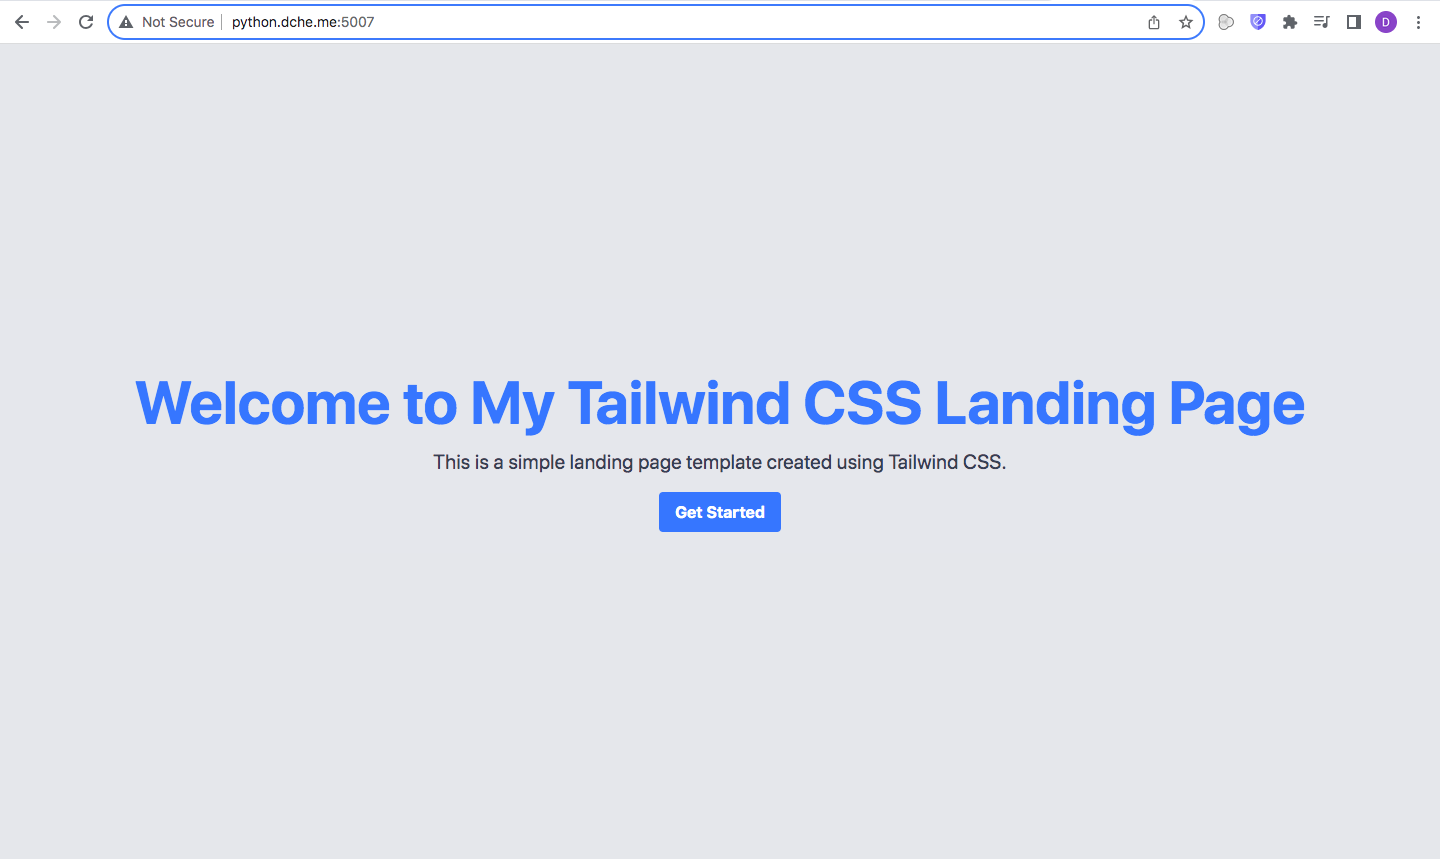 Not Secure python.dche.me:5007
D
Welcome to My Tailwind CSS Landing Page
This is a simple landing page template created using Tailwind CSS.
Get Started